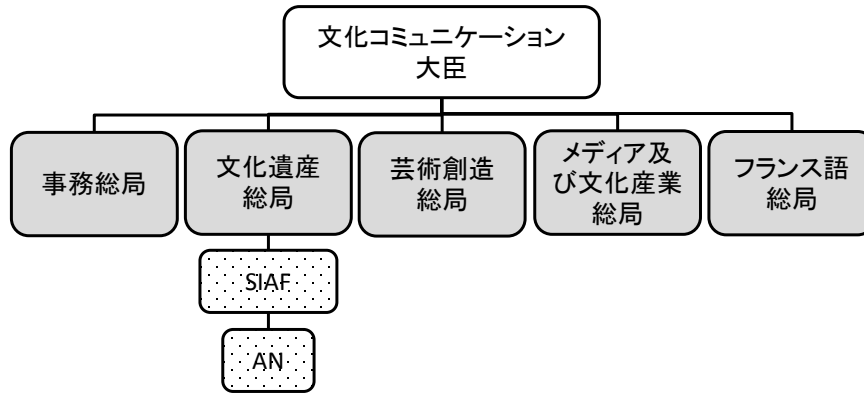 文化コミュニケーション
大臣
事務総局
文化遺産
総局
芸術創造
総局
メディア及
び文化産業
総局
フランス語
総局
SIAF
AN